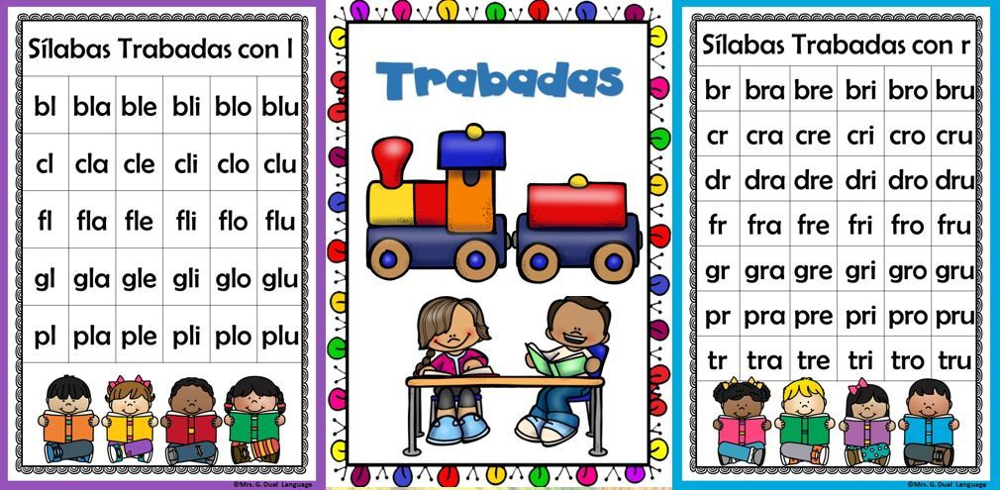 Sílabas Trabadas con l
bl bla ble bli blo blu
cl cla cle cli clo clu
fl fla fle fli flo flu
gl gla gle gli glo glu
pl pla ple pli plo plu
©Mrs. G. Dual Language
Trabadas
Sílabas Trabadas con r
br bra bre bri bro bru
cr cra cre cri cro cru
dr dra dre dri dro dru
fr fra fre fri fro fru
gr gra gre gri gro gru
pr pra pre pri pro pru
tr tra tre tri tro tru
©Mrs. G. Dual Language